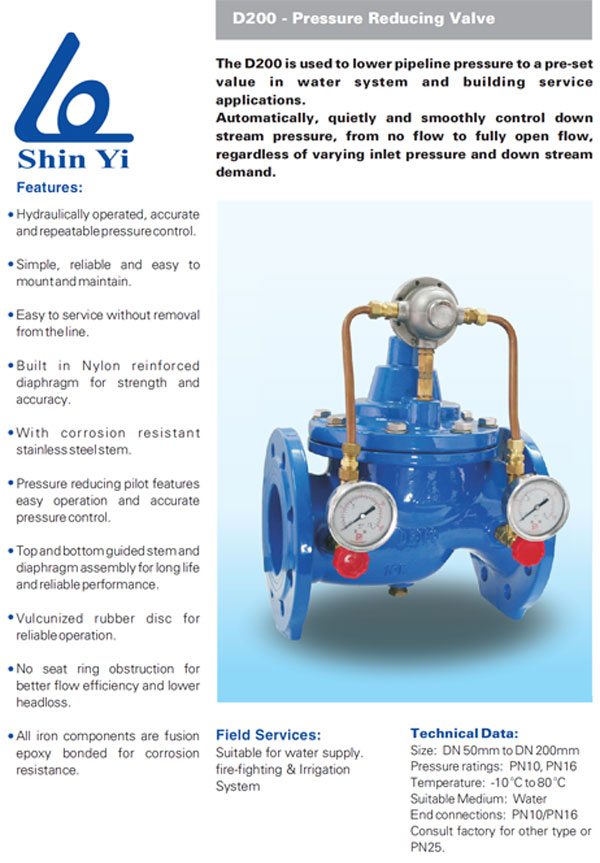 D200 - Pressure Reducing Valve
The D200 is used to lower pipeline pressure to a pre-set
value in water system and building service
applications.
Automatically, quietly and smoothly control down
stream pressure, from no flow to fully open flow,
regardless of varying inlet pressure and down stream
demand.
Shin Yi
Features:
• Hydraulically operated, accurate
and repeatable pressure control.
• Simple, reliable and easy to
mount and maintain.
• Easy to service without removal
from the line.
• Built in Nylon reinforced
diaphragm for strength and
accuracy.
• With corrosion resistant
stainless steel stem.
• Pressure reducing pilot features
easy operation and accurate
pressure control.
• Top and bottom guided stem and
diaphragm assembly for long life
and reliable performance.
• Vulcunized rubber disc for
reliable operation.
• No seat ring obstruction for
better flow efficiency and lower
headloss.
• All iron components are fusion
epoxy bonded for corrosion
resistance.
Field Services:
Suitable for water supply.
fire-fighting & Irrigation
System
Technical Data:
Size: DN 50mm to DN 200mm
Pressure ratings: PN10, PN16
Temperature: -10°C to 80°C
Suitable Medium: Water
End connections: PN10/PN16
Consult factory for other type or
PN25.